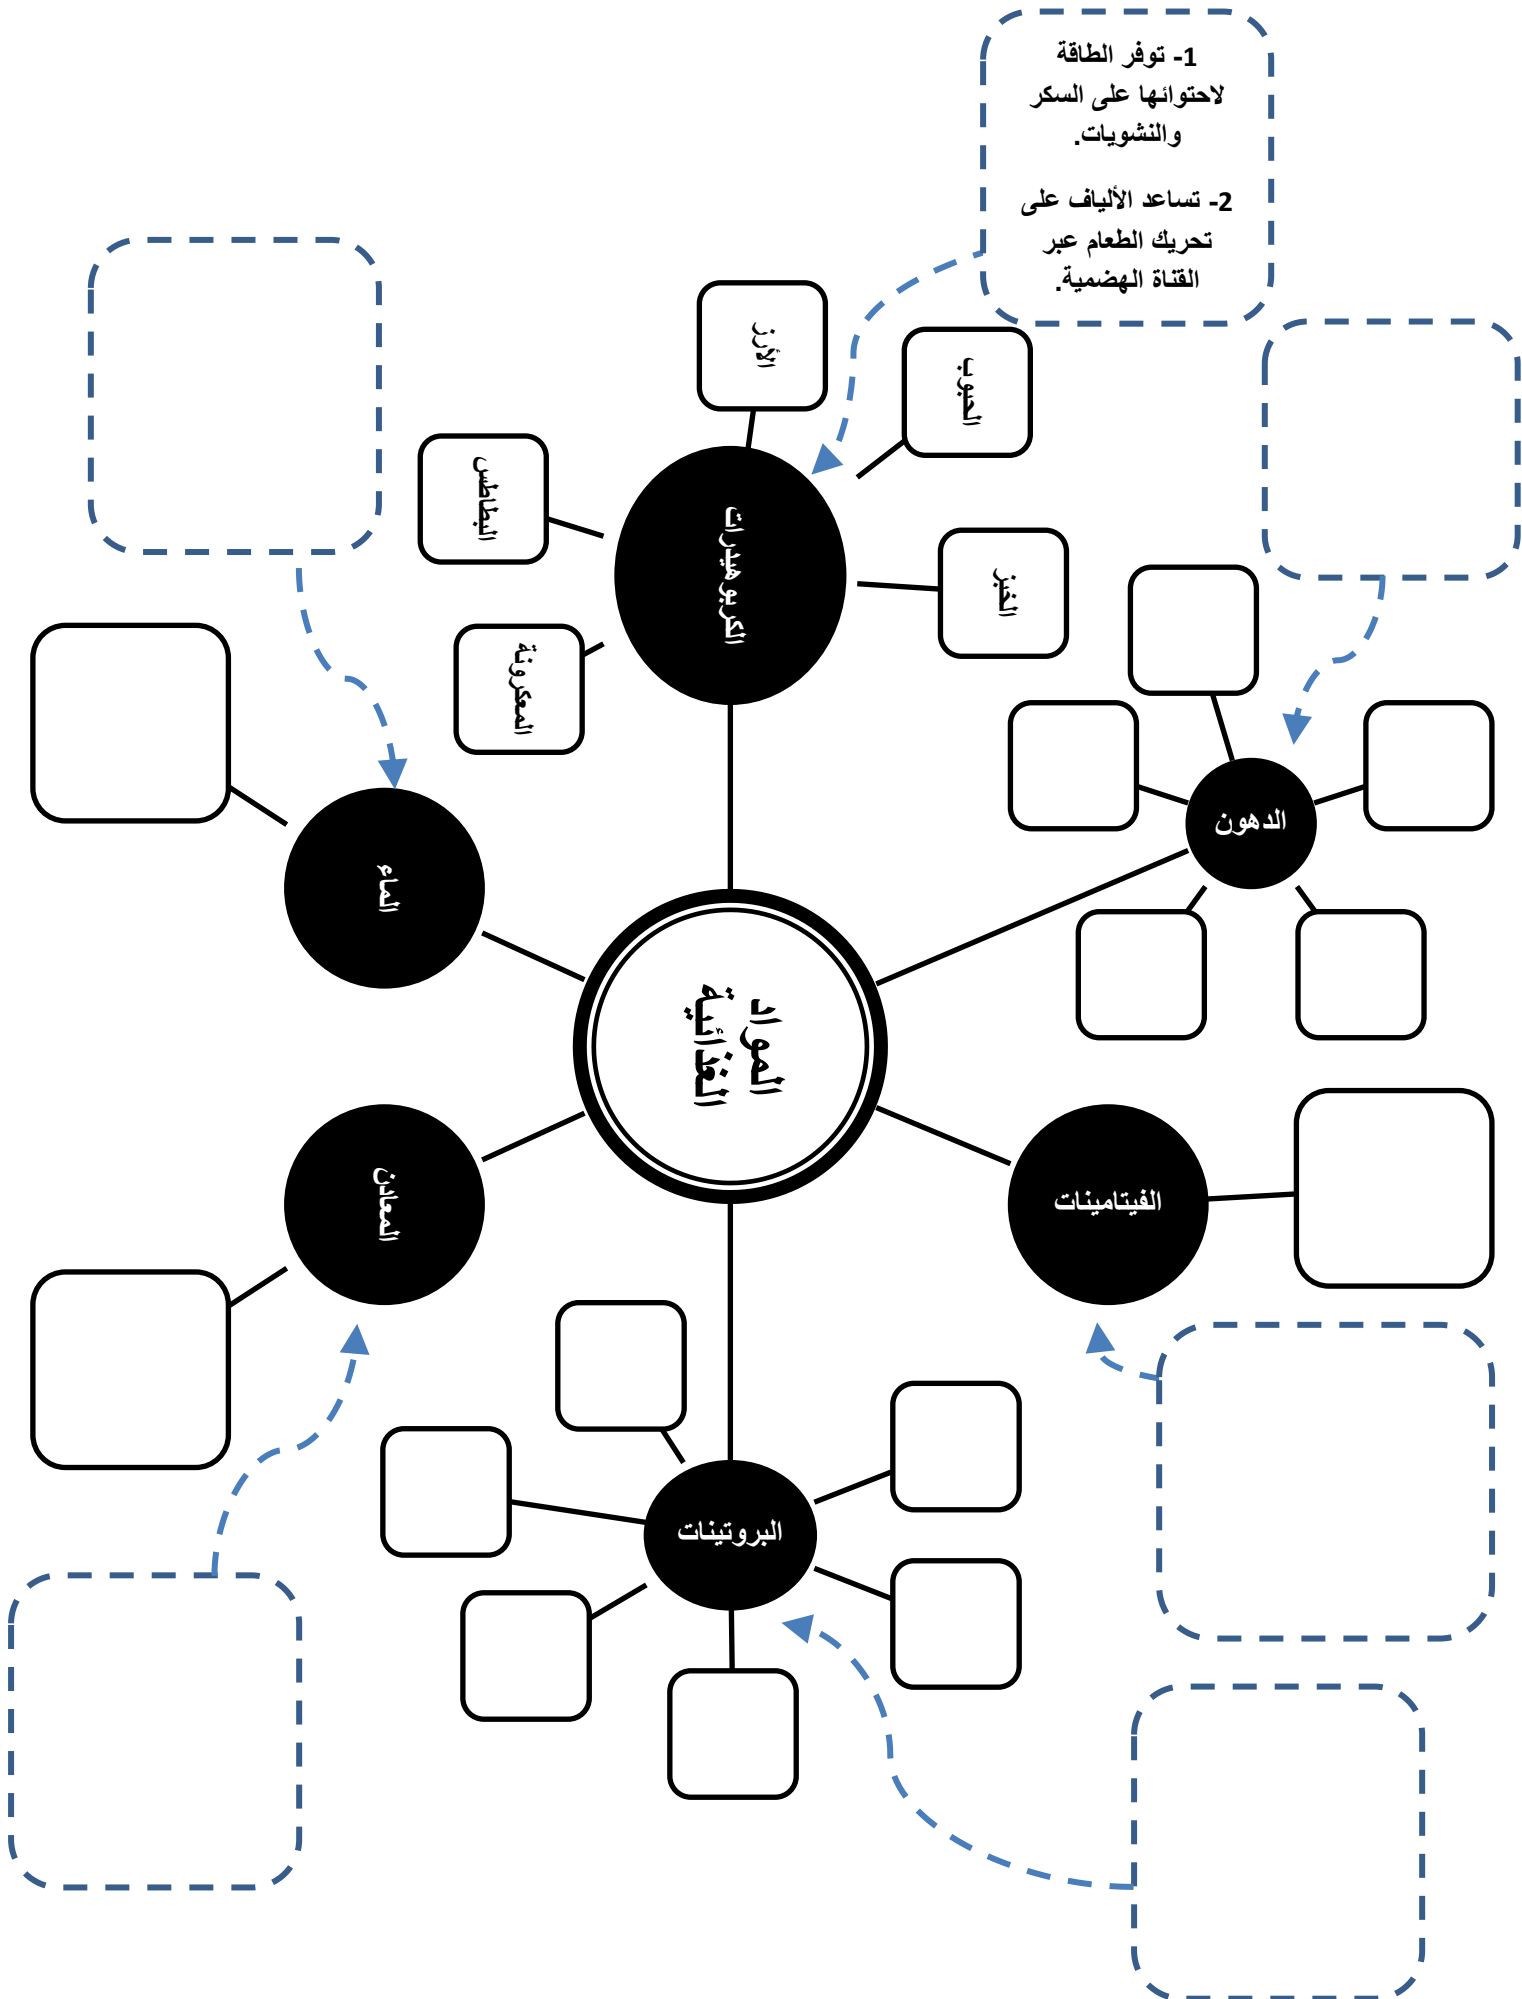 1- توفر الطاقة
لاحتوائها على السكر
والنشويات.
2- تساعد الألياف على
تحريك الطعام عبر
القناة الهضمية.
الأرز
الحبوب
البطاطس
الكربوهيدرات
الخبز
المعكرونة
الدهون
الماء
المواد
الغذائية
المعادن
الفيتامينات
البروتينات